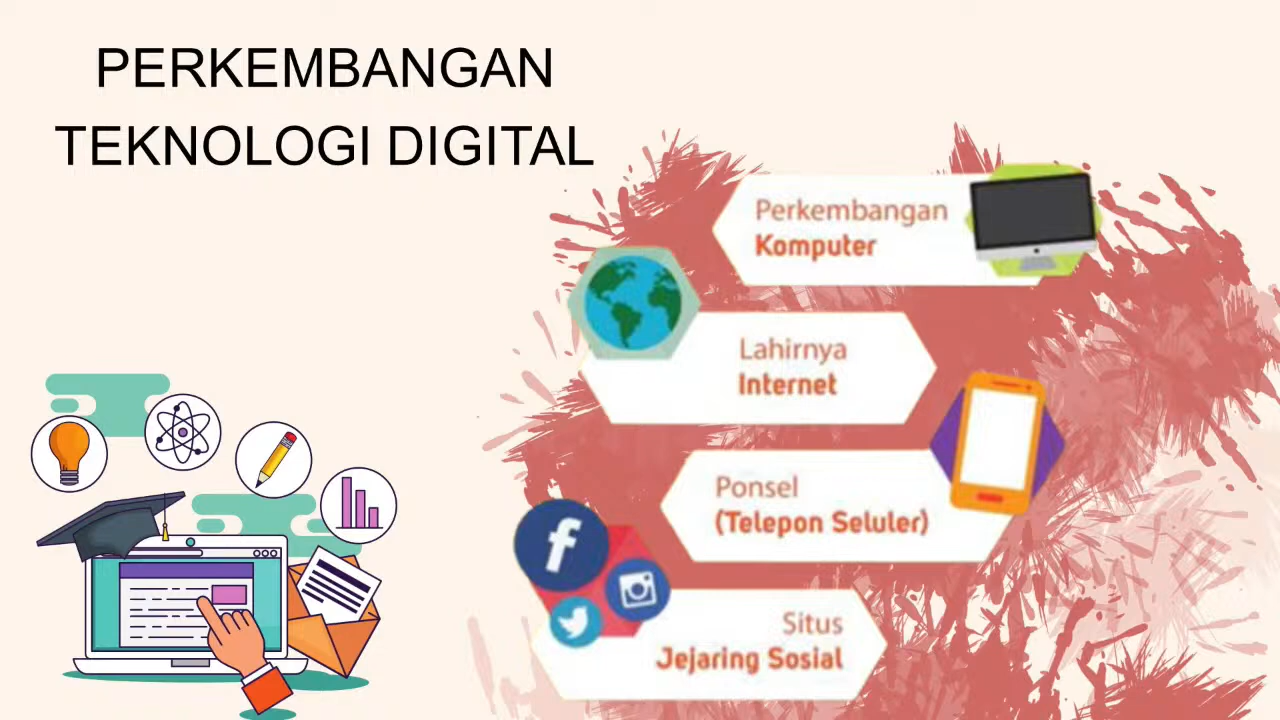 PERKEMBANGAN
TEKNOLOGI DIGITAL
Perkembangan
Komputer
Lahirnya
Internet
Ponsel
(Telepon Seluler)
Situs
Jejaring Sosial